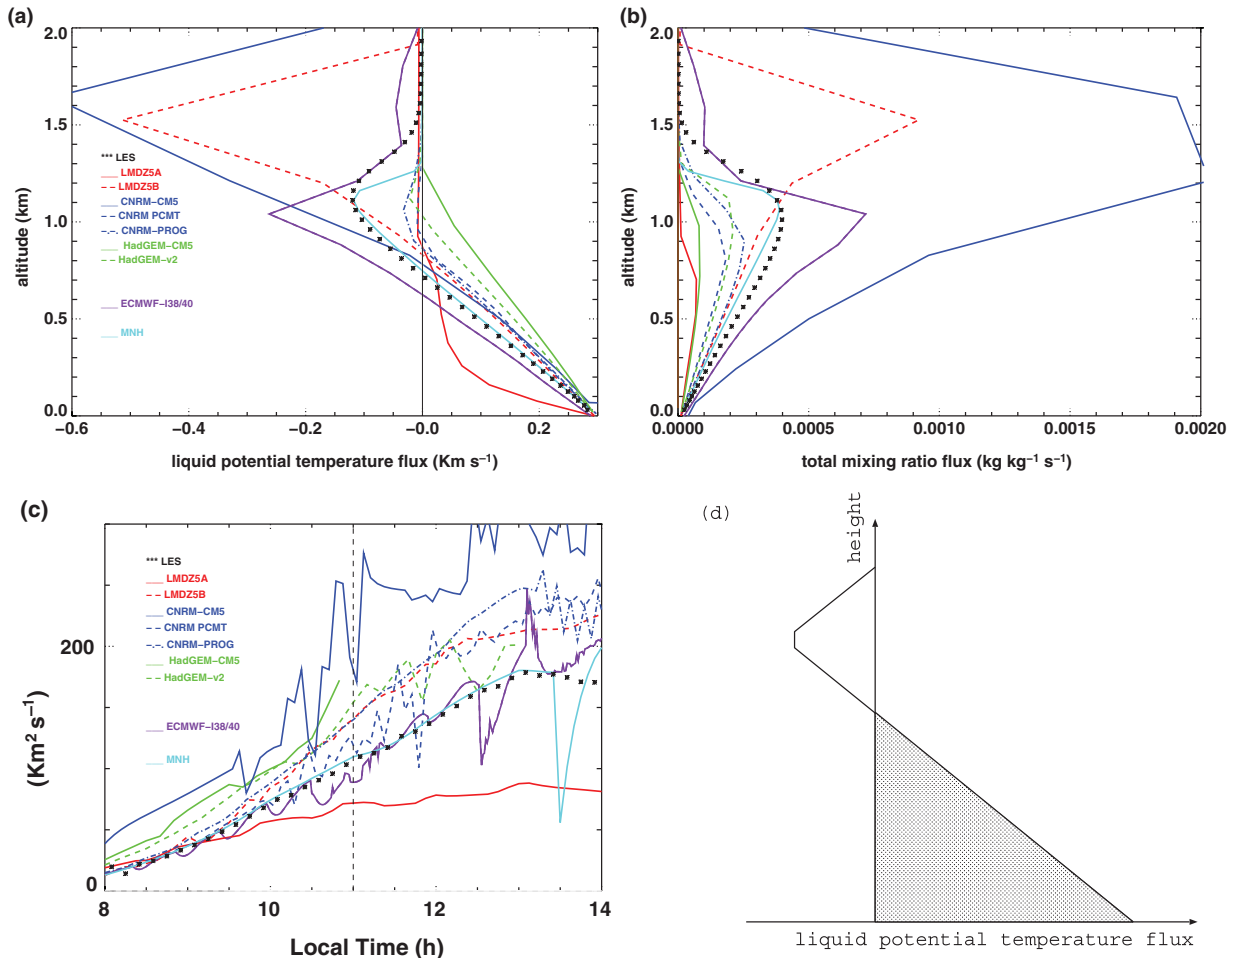 (a)
2.0
1.5
1.0
0.5
0.0
altitude (km)
*** LES
LMDZ5A
LMDZ5B
CNRM−CM5
CNRM PCMT
CNRM−PROG
HadGEM−CM5
HadGEM−v2
ECMWF−I38/40
MNH
−0.6 −0.4 −0.2 −0.0 0.2
liquid potential temperature flux (Km s−1)
(b)
2.0
1.5
1.0
0.5
0.0
altitude (km)
0.0000 0.0005 0.0010 0.0015 0.0020
total mixing ratio flux (kg kg−1 s−1)
(c)
200
0
(Km2 s−1)
*** LES
LMDZ5A
LMDZ5B
CNRM−CM5
CNRM PCMT
CNRM−PROG
HadGEM−CM5
HadGEM−v2
ECMWF−I38/40
MNH
8 10 12 14
Local Time (h)
(d)
height
liquid potential temperature flux